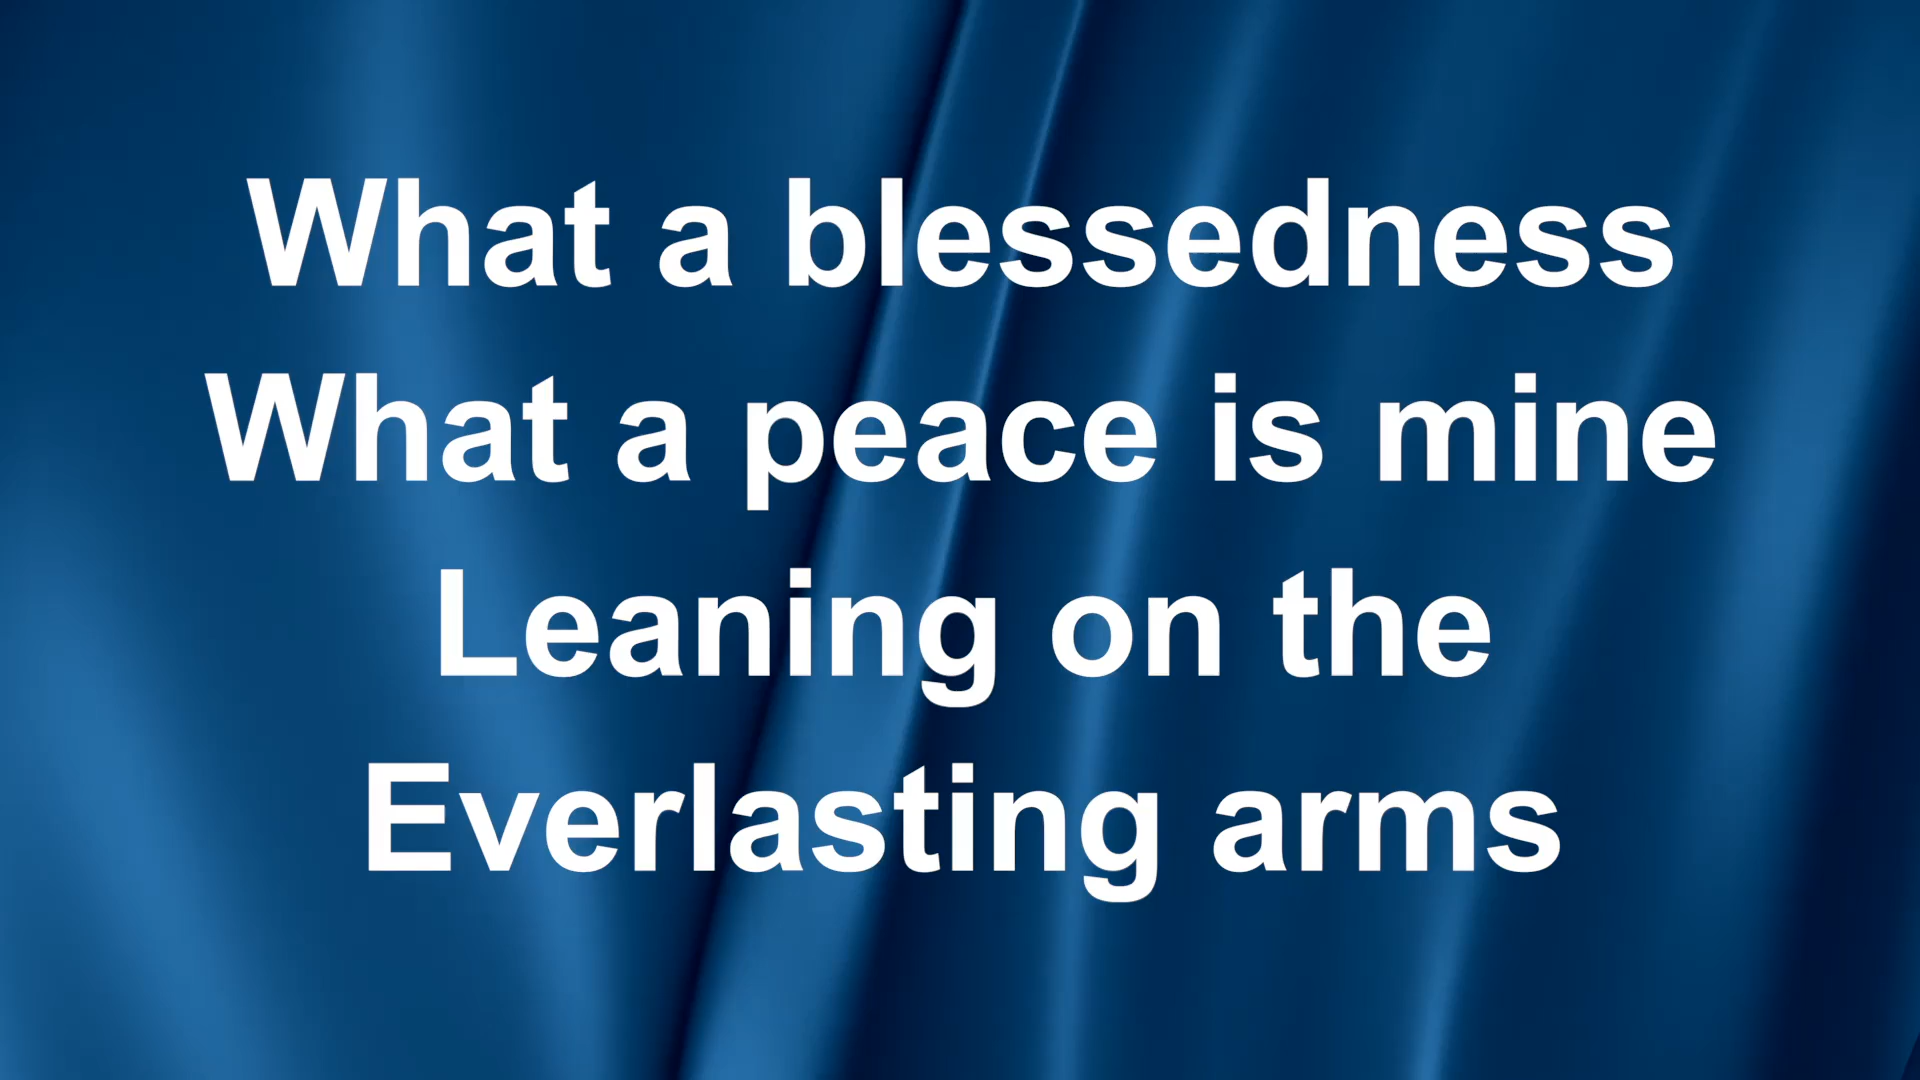 What a blessedness
What a peace is mine
Leaning on the
Everlasting arms